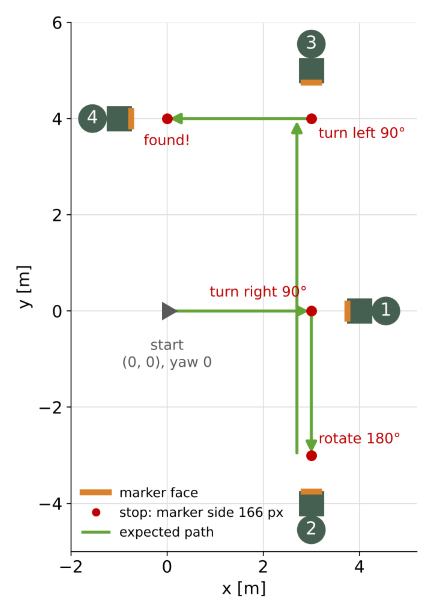 6
3
4
4
turn left 90°
found!
2
y [m]
turn right 90°
0
1
start
(0, 0), yaw 0
−2
rotate 180°
marker face
stop: marker side 166 px
expected path
−4
2
−2
0
2
4
x [m]